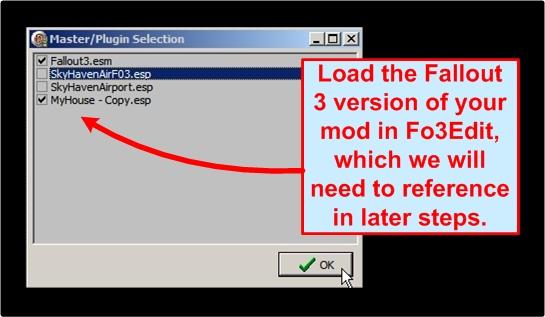 Master/Plugin Selection
Fallout3.esm
SkyHavenAirF03.esp
SkyHavenAirport.esp
MyHouse - Copy.esp
Load the Fallout
3 version of your
mod in Fo3Edit,
which we will
need to reference
in later steps.
OK